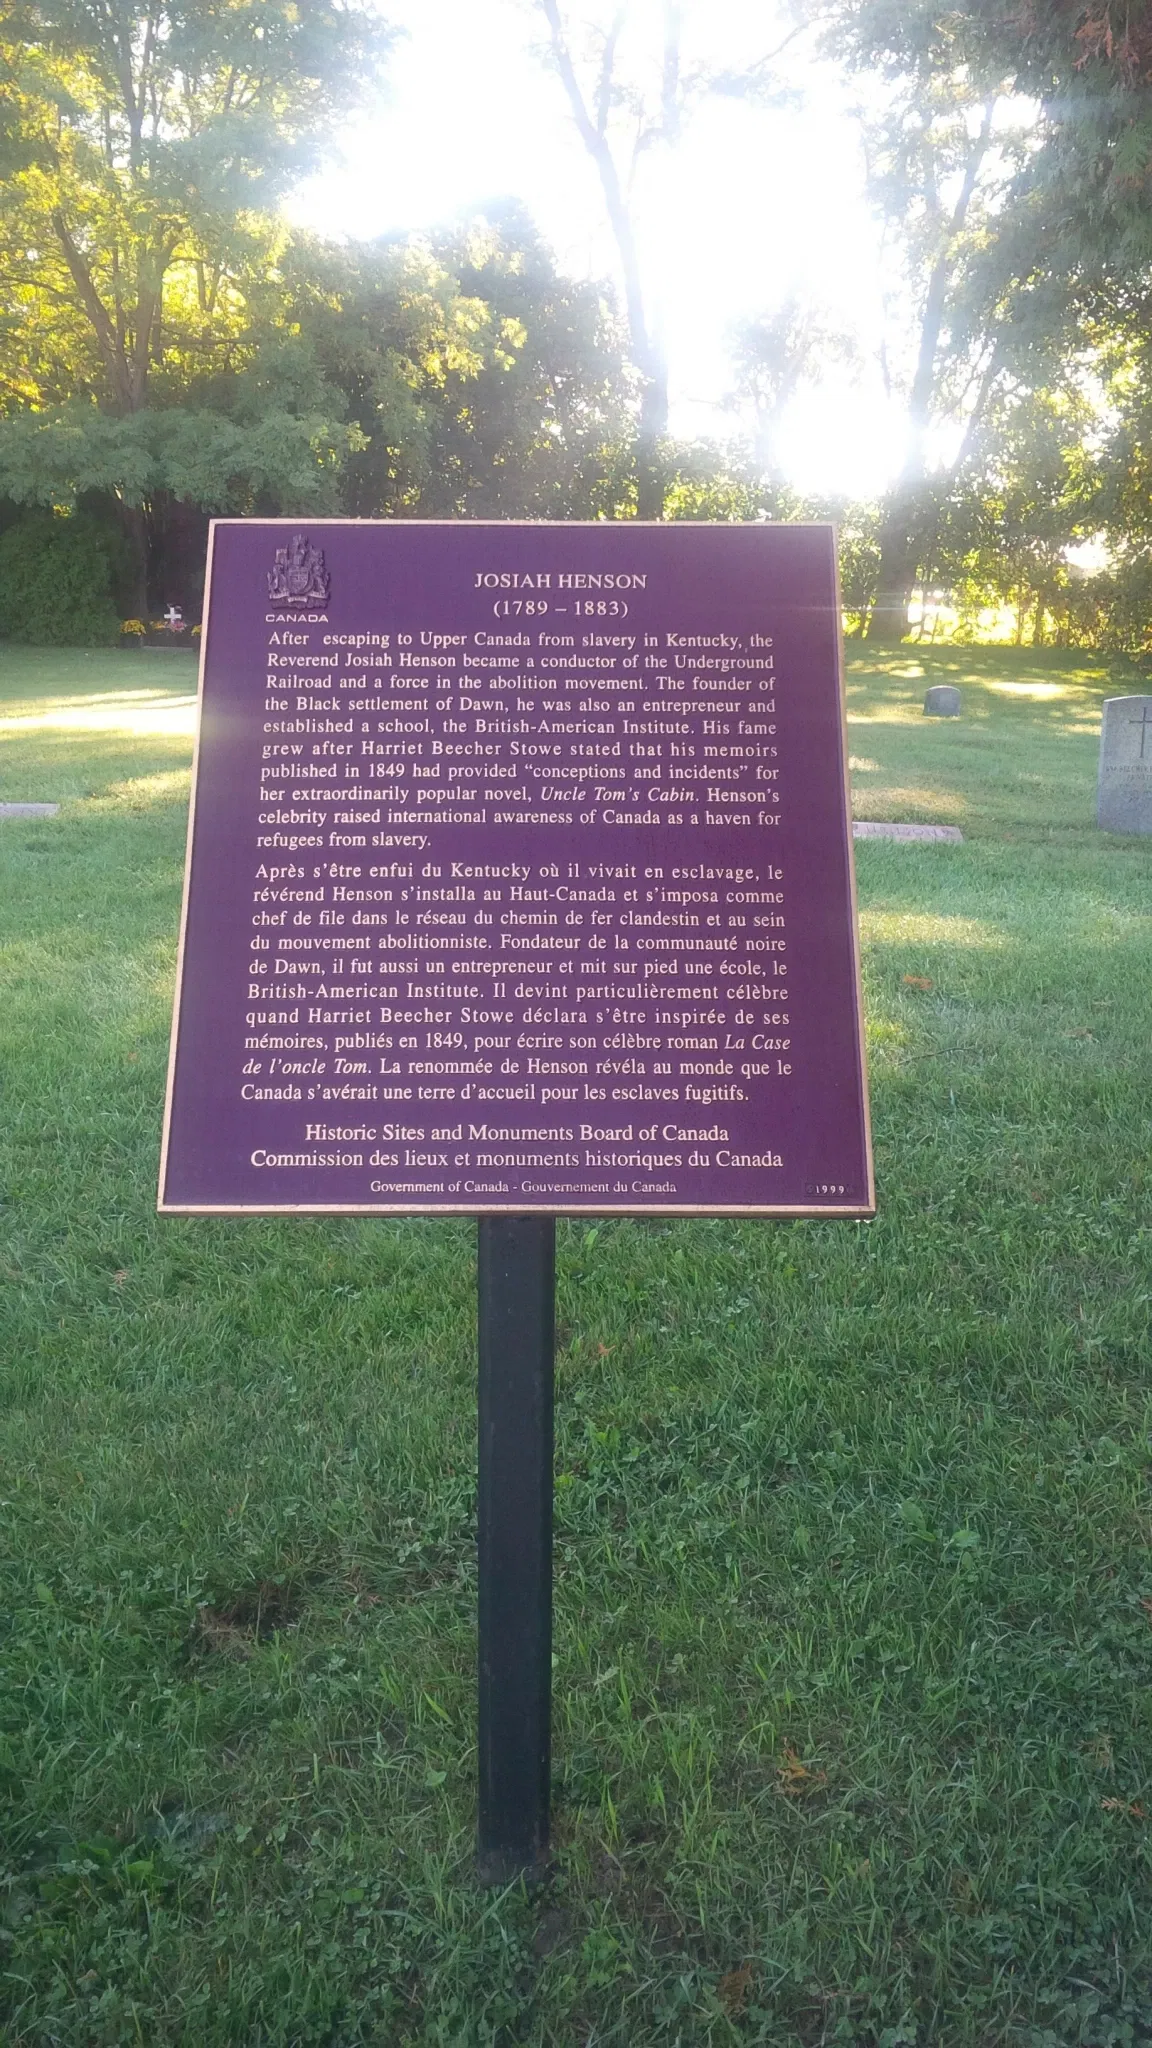 CANADA
JOSIAH HENSON
(1789 – 1883)
After escaping to Upper Canada from slavery in Kentucky, the
Reverend Josiah Henson became a conductor of the Underground
Railroad and a force in the abolition movement. The founder of
the Black settlement of Dawn, he was also an entrepreneur and
established a school, the British-American Institute. His fame
grew after Harriet Beecher Stowe stated that his memoirs
published in 1849 had provided “conceptions and incidents” for
her extraordinarily popular novel, Uncle Tom’s Cabin. Henson’s
celebrity raised international awareness of Canada as a haven for
refugees from slavery.
Après s’être enfui du Kentucky où il vivait en esclavage, le
révérend Henson s’installa au Haut-Canada et s’imposa comme
chef de file dans le réseau du chemin de fer clandestin et au sein
du mouvement abolitionniste. Fondateur de la communauté noire
de Dawn, il fut aussi un entrepreneur et mit sur pied une école, le
British-American Institute. Il devint particulièrement célèbre
quand Harriet Beecher Stowe déclara s’être inspirée de ses
mémoires, publiés en 1849, pour écrire son célèbre roman La Case
de l’oncle Tom. La renommée de Henson révéla au monde que le
Canada s’avérait une terre d’accueil pour les esclaves fugitifs.
Historic Sites and Monuments Board of Canada
Commission des lieux et monuments historiques du Canada
Government of Canada - Gouvernement du Canada
1999